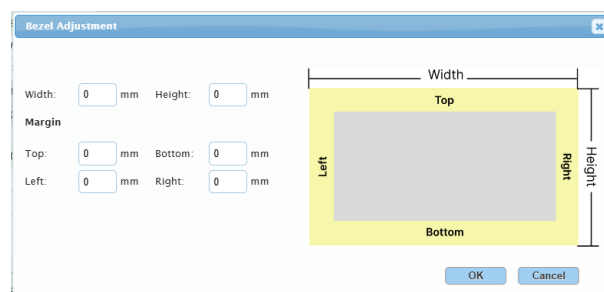 Bezel Adjustment
Width: 0 mm Height: 0 mm
Margin
Top: 0 mm Bottom: 0 mm
Left: 0 mm Right: 0 mm
Width
Top
Left
Right
Height
Bottom
OK Cancel